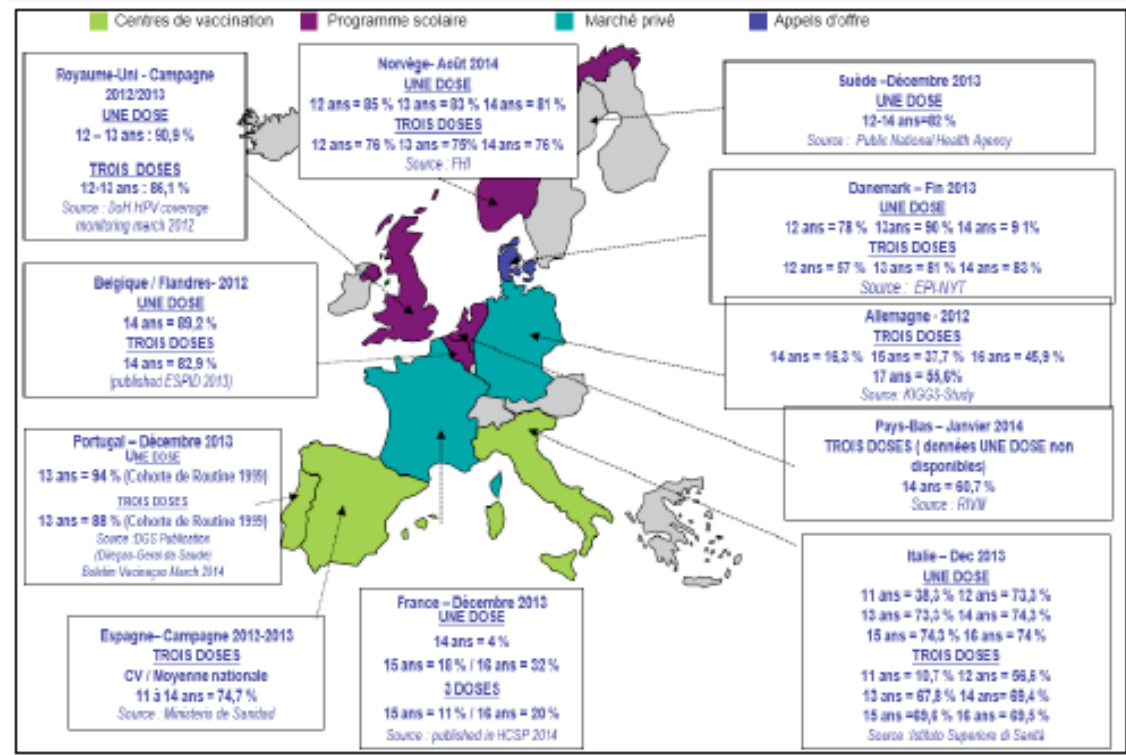 Centres de vaccination
Programme scolaire
Marché privé
Appels d'offre
Royaume-Uni - Campagne
2012/2013
UNE DOSE
12 – 13 ans : 90,9 %
TROIS DOSES
12-13 ans : 86,1 %
Source : DoH HPV coverage
monitoring march 2012
Norvège- Août 2014
UNE DOSE
12 ans = 85 % 13 ans = 83 % 14 ans = 81 %
TROIS DOSES
12 ans = 76 % 13 ans = 75% 14 ans = 76 %
Source : FHI
Suède –Décembre 2013
UNE DOSE
12-14 ans=82 %
Source : Public National Health Agency
Danemark – Fin 2013
UNE DOSE
12 ans = 78 % 13ans = 90 % 14 ans = 9 1%
TROIS DOSES
12 ans = 57 % 13 ans = 81 % 14 ans = 83 %
Source : EPI-NYT
Belgique / Flandres- 2012
UNE DOSE
14 ans = 89,2 %
TROIS DOSES
14 ans = 82,9%
(published ESPID 2013)
Allemagne - 2012
TROIS DOSES
14 ans = 16,3 % 15 ans = 37,7 % 16 ans = 45,9 %
17 ans = 55,6%
Source: KIGGS-Study
Pays-Bas – Janvier 2014
TROIS DOSES ( données UNE DOSE non
disponibles)
14 ans = 60,7 %
Source : RIVM
Portugal – Décembre 2013
UNE DOSE
13 ans = 94 % (Cohorte de Routine 1999)
TROIS DOSES
13 ans = 88 % (Cohorte de Routine 1999)
Source :DGS Publication
(Direçao-Geral da Saude)
Boletim Vacinaçao March 2014
Espagne– Campagne 2012-2013
TROIS DOSES
CV / Moyenne nationale
11 à 14 ans = 74,7 %
Source : Ministerio de Sanidad
France – Décembre 2013
UNE DOSE
14 ans = 4 %
15 ans = 18 % / 16 ans = 32 %
3 DOSES
15 ans = 11 % / 16 ans = 20 %
Source : published in HCSP 2014
Italie – Dec 2013
UNE DOSE
11 ans = 38,3 % 12 ans = 73,3 %
13 ans = 73,3 % 14 ans = 74,3 %
15 ans = 74,3 % 16 ans = 74 %
TROIS DOSES
11 ans = 10,7 % 12 ans = 56,6 %
13 ans = 67,8 % 14 ans= 69,4 %
15 ans =69,6 % 16 ans = 69,5 %
Source :Istituto Superiore di Sanità